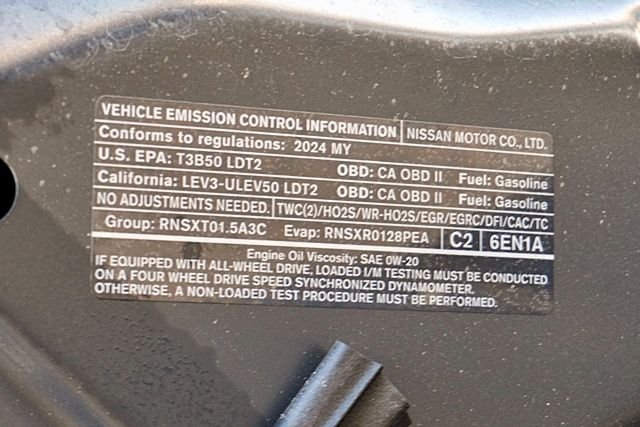 VEHICLE EMISSION CONTROL INFORMATION NISSAN MOTOR CO., LTD.
Conforms to regulations: 2024 MY
U.S. EPA: T3B50 LDT2 OBD: CA OBD II Fuel: Gasoline
California: LEV3-ULEV50 LDT2 OBD: CA OBD II Fuel: Gasoline
NO ADJUSTMENTS NEEDED. TWC(2)/HO2S/WR-HO2S/EGR/EGRC/DFI/CAC/TC
Group: RNSXT01.5A3C Evap: RNSXR0128PEA C2 6EN1A
Engine Oil Viscosity: SAE 0W-20
IF EQUIPPED WITH ALL-WHEEL DRIVE, LOADED I/M TESTING MUST BE CONDUCTED
ON A FOUR WHEEL DRIVE SPEED SYNCHRONIZED DYNAMOMETER.
OTHERWISE, A NON-LOADED TEST PROCEDURE MUST BE PERFORMED.